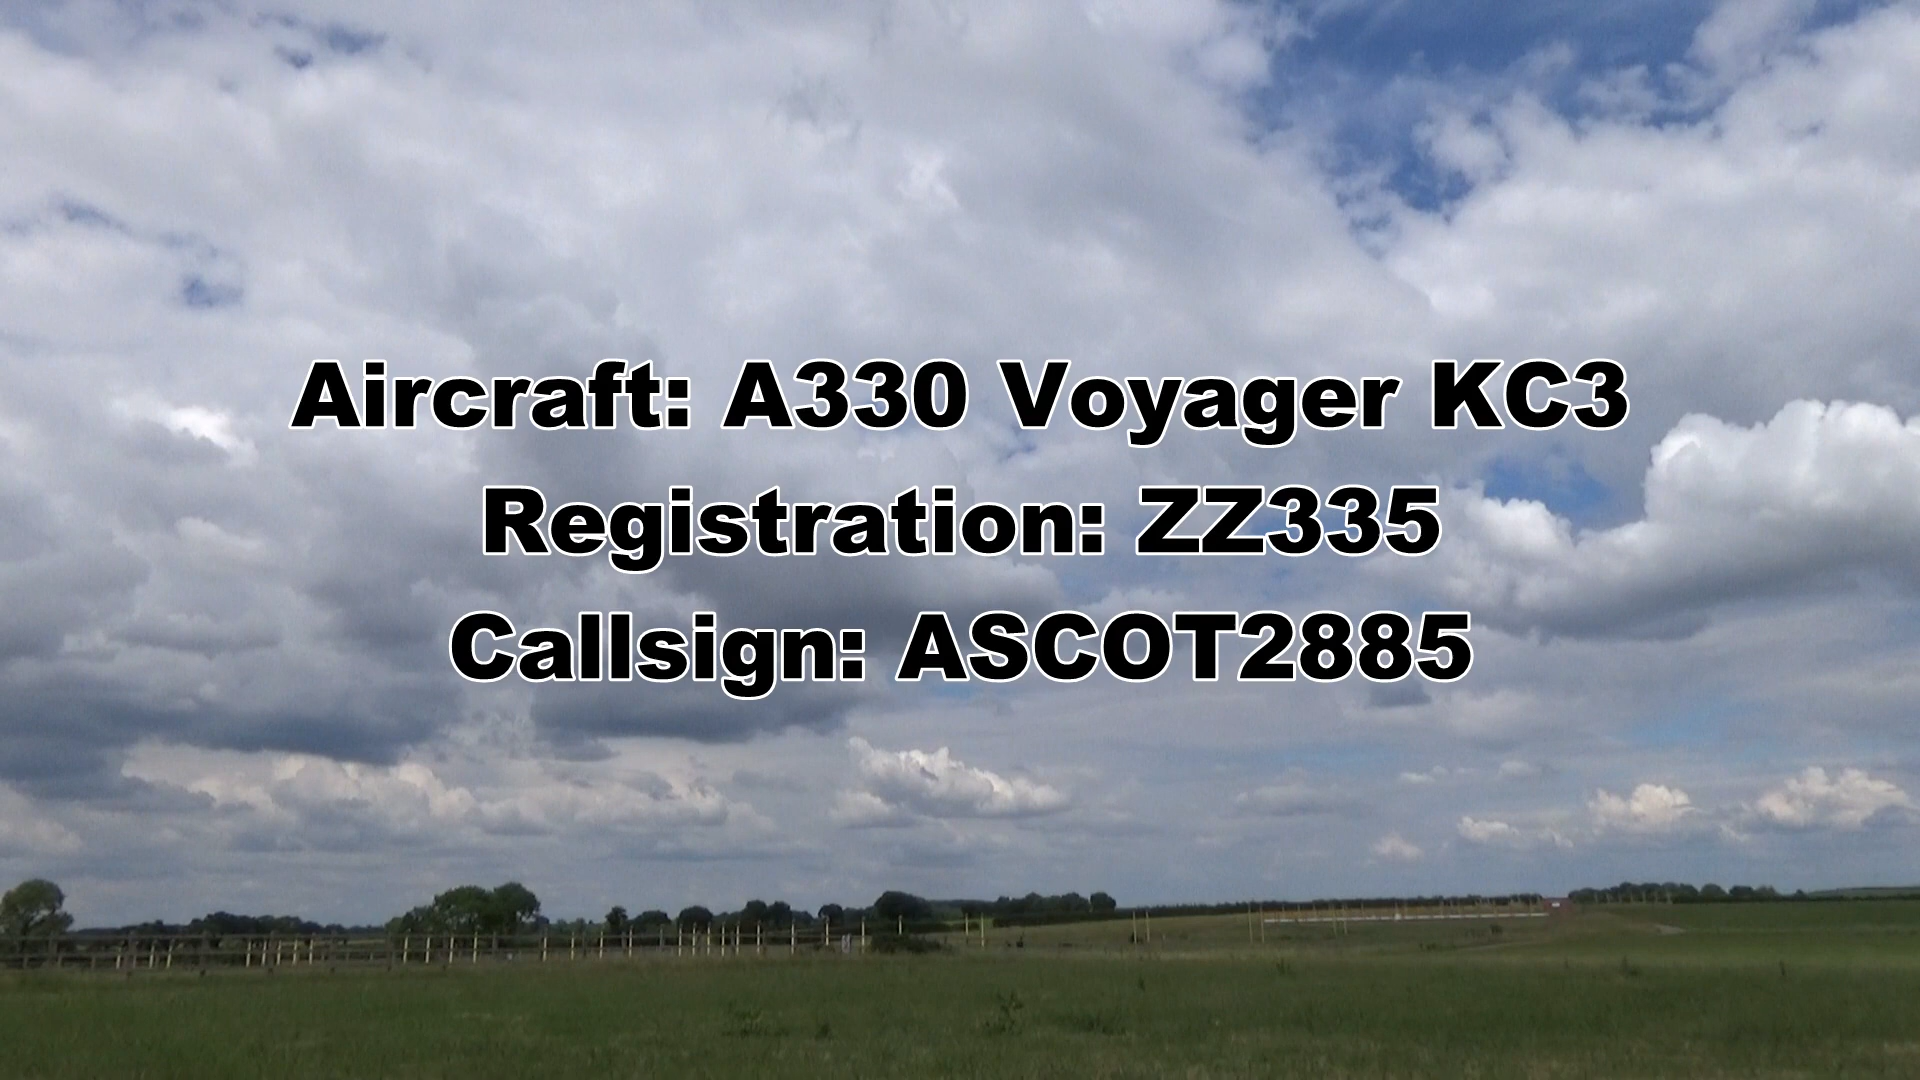 Aircraft: A330 Voyager KC3
Registration: ZZ335
Callsign: ASCOT2885